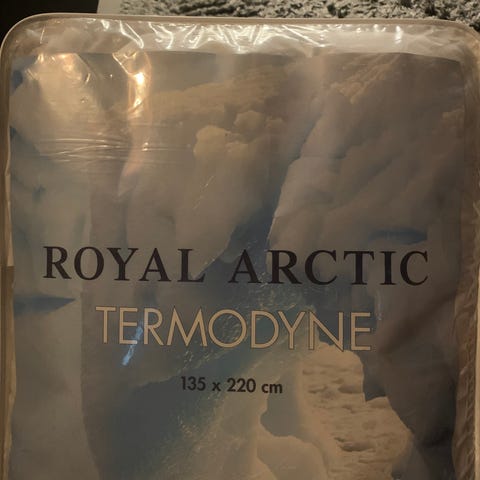 ROYAL ARCTIC
TERMODYNE
135 x 220 cm